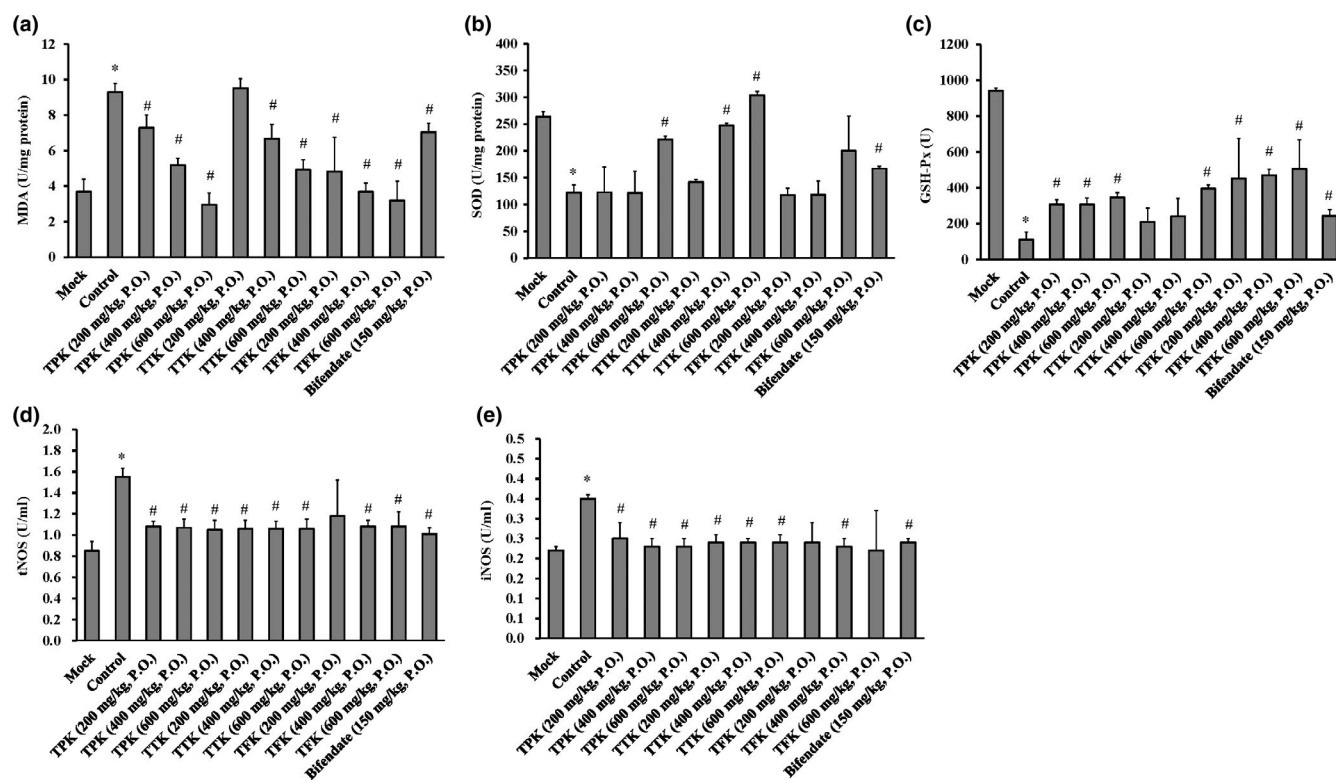 (a)
MDA (U/mg protein)
12
10
8
6
4
2
0
*
#
#
#
#
#
#
#
#
#
Mock
Control
TPK (200 mg/kg, P.O.)
TPK (400 mg/kg, P.O.)
TPK (600 mg/kg, P.O.)
TTK (200 mg/kg, P.O.)
TTK (400 mg/kg, P.O.)
TTK (600 mg/kg, P.O.)
TFK (200 mg/kg, P.O.)
TFK (400 mg/kg, P.O.)
TFK (600 mg/kg, P.O.)
Bifendate (150 mg/kg, P.O.)
(b)
SOD (U/mg protein)
400
350
300
250
200
150
100
50
0
*
#
#
#
#
Mock
Control
TPK (200 mg/kg, P.O.)
TPK (400 mg/kg, P.O.)
TPK (600 mg/kg, P.O.)
TTK (200 mg/kg, P.O.)
TTK (400 mg/kg, P.O.)
TTK (600 mg/kg, P.O.)
TFK (200 mg/kg, P.O.)
TFK (400 mg/kg, P.O.)
TFK (600 mg/kg, P.O.)
Bifendate (150 mg/kg, P.O.)
(c)
GSH-Px (U)
1200
1000
800
600
400
200
0
*
#
#
#
#
#
#
#
#
Mock
Control
TPK (200 mg/kg, P.O.)
TPK (400 mg/kg, P.O.)
TPK (600 mg/kg, P.O.)
TTK (200 mg/kg, P.O.)
TTK (400 mg/kg, P.O.)
TTK (600 mg/kg, P.O.)
TFK (200 mg/kg, P.O.)
TFK (400 mg/kg, P.O.)
TFK (600 mg/kg, P.O.)
Bifendate (150 mg/kg, P.O.)
(d)
tNOS (U/ml)
2.0
1.8
1.6
1.4
1.2
1.0
0.8
0.6
0.4
0.2
0.0
*
#
#
#
#
#
#
#
#
#
Mock
Control
TPK (200 mg/kg, P.O.)
TPK (400 mg/kg, P.O.)
TPK (600 mg/kg, P.O.)
TTK (200 mg/kg, P.O.)
TTK (400 mg/kg, P.O.)
TTK (600 mg/kg, P.O.)
TFK (200 mg/kg, P.O.)
TFK (400 mg/kg, P.O.)
TFK (600 mg/kg, P.O.)
Bifendate (150 mg/kg, P.O.)
(e)
iNOS (U/ml)
0.5
0.4
0.4
0.3
0.3
0.2
0.2
0.1
0.1
0.0
*
#
#
#
#
#
#
#
#
Mock
Control
TPK (200 mg/kg, P.O.)
TPK (400 mg/kg, P.O.)
TPK (600 mg/kg, P.O.)
TTK (200 mg/kg, P.O.)
TTK (400 mg/kg, P.O.)
TTK (600 mg/kg, P.O.)
TFK (200 mg/kg, P.O.)
TFK (400 mg/kg, P.O.)
TFK (600 mg/kg, P.O.)
Bifendate (150 mg/kg, P.O.)